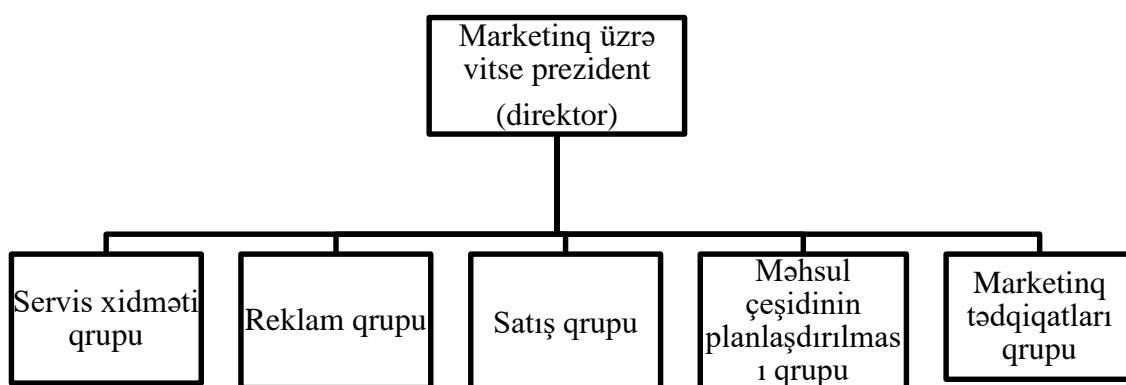 Marketinq üzrə
vitse prezident
(direktor)
Servis xidməti
qrupu
Reklam qrupu
Satış qrupu
Məhsul
çeşidinin
planlaşdırılmas
ı qrupu
Marketinq
tədqiqatları
qrupu